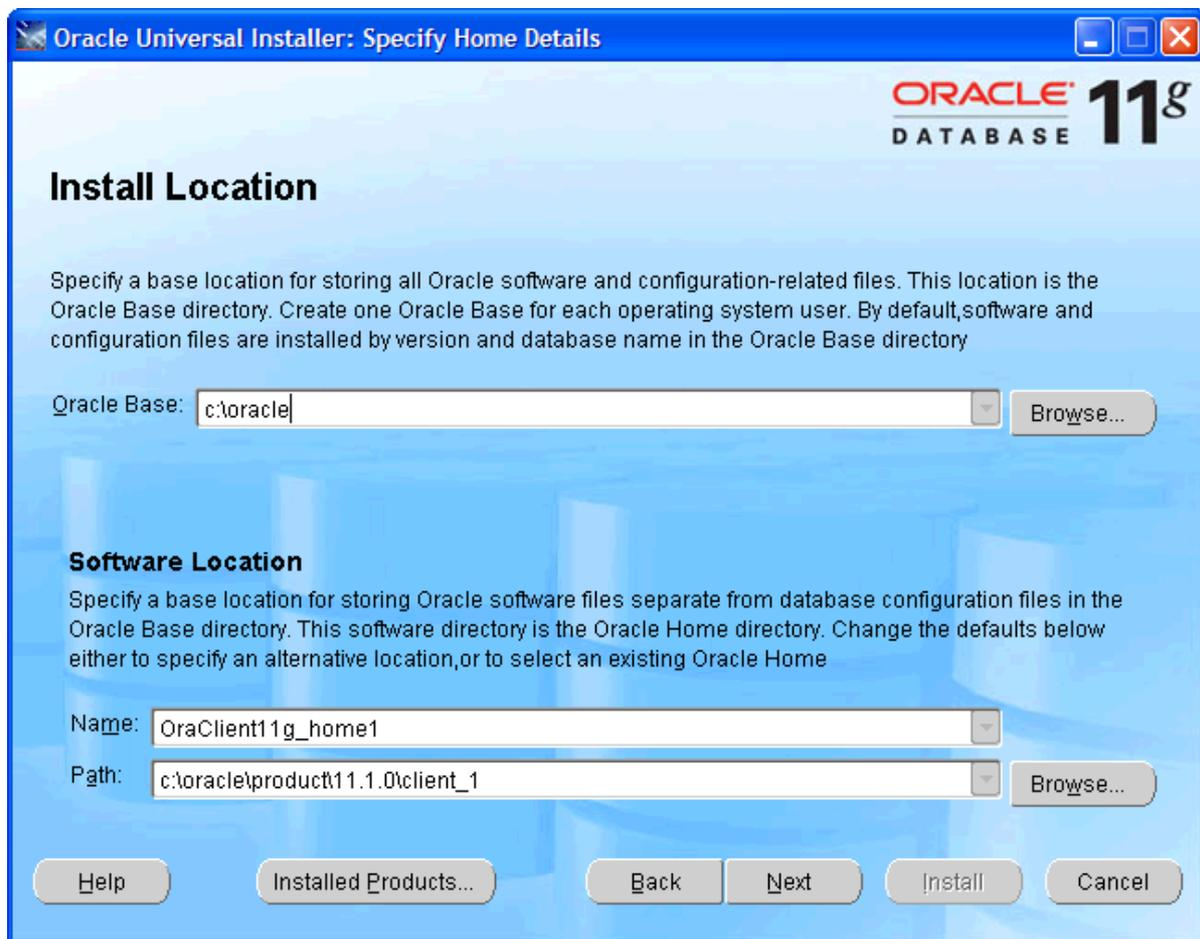 Oracle Universal Installer: Specify Home Details
ORACLE 11g
DATABASE
Install Location
Specify a base location for storing all Oracle software and configuration-related files. This location is the
Oracle Base directory. Create one Oracle Base for each operating system user. By default,software and
configuration files are installed by version and database name in the Oracle Base directory
Oracle Base: c:\oracle Browse...
Software Location
Specify a base location for storing Oracle software files separate from database configuration files in the
Oracle Base directory. This software directory is the Oracle Home directory. Change the defaults below
either to specify an alternative location,or to select an existing Oracle Home
Name: OraClient11g_home1
Path: c:\oracle\product\11.1.0\client_1 Browse...
Help Installed Products... Back Next Install Cancel